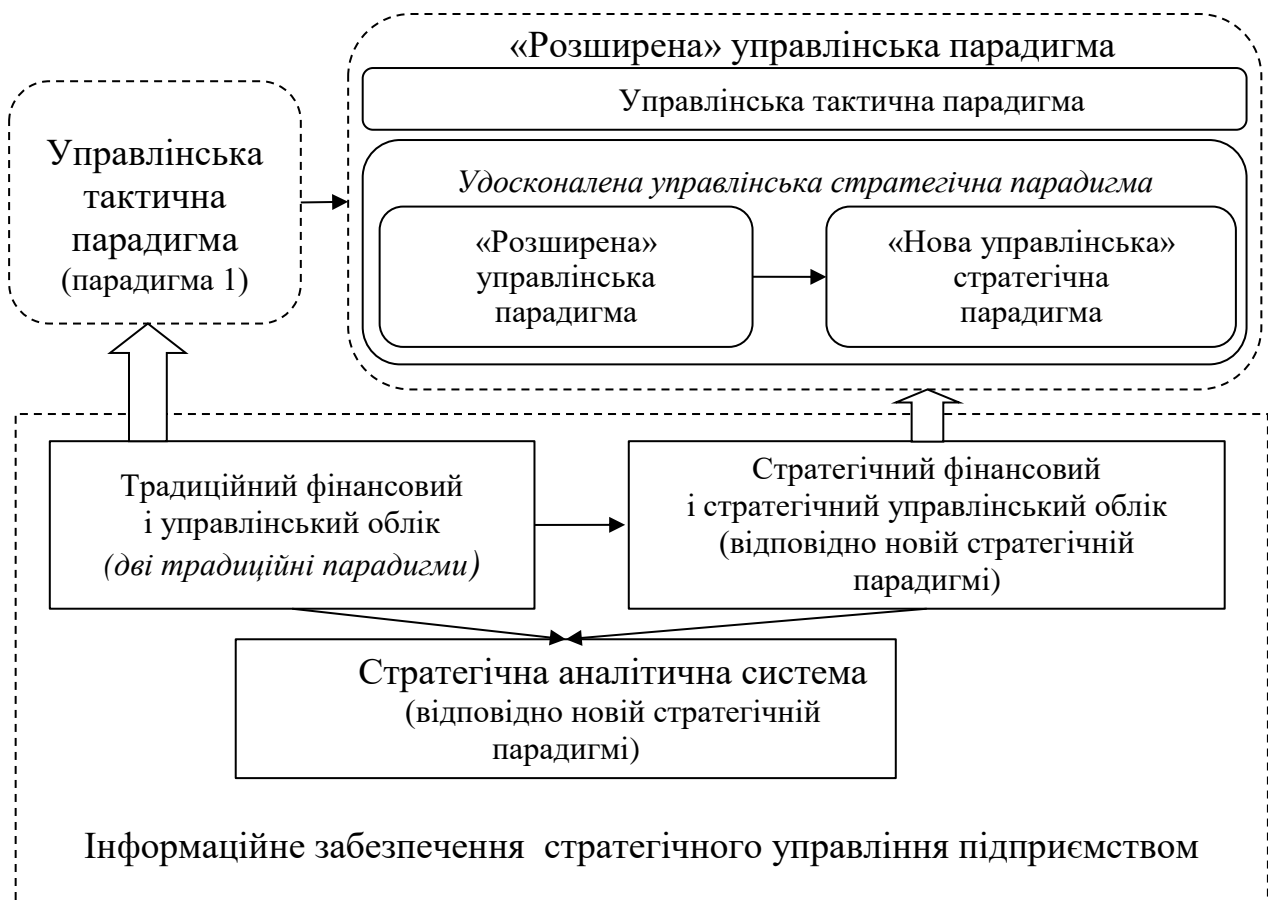 «Розширена» управлінська парадигма
Управлінська тактична парадигма
Управлінська
тактична
парадигма
(парадигма 1)
Удосконалена управлінська стратегічна парадигма
«Розширена»
управлінська
парадигма
«Нова управлінська»
стратегічна
парадигма
Традиційний фінансовий
і управлінський облік
(дві традиційні парадигми)
Стратегічний фінансовий
і стратегічний управлінський облік
(відповідно новій стратегічній
парадигмі)
Стратегічна аналітична система
(відповідно новій стратегічній
парадигмі)
Інформаційне забезпечення стратегічного управління підприємством